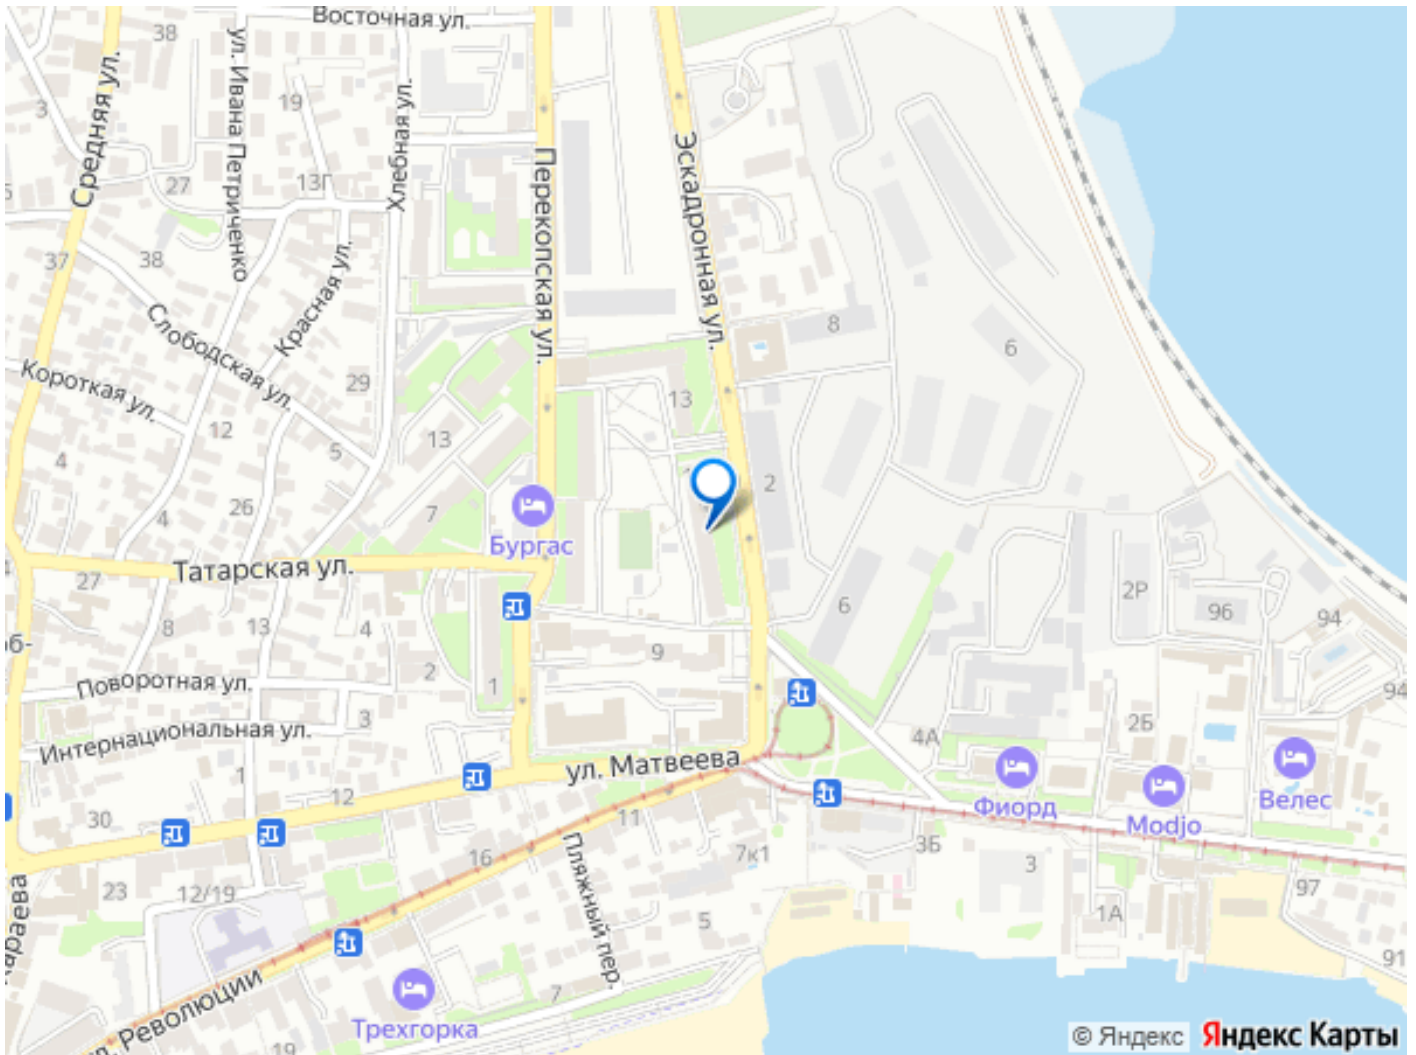 Восточная ул.
38
ул. Ивана Петриченко
Средняя ул.
3
19
Хлебная ул.
Перекопская ул.
Эскадронная ул.
27
13Г
37
38
Красная ул.
Слободская ул.
8
6
Короткая ул.
29
13
12
13
5
4
2
26
4
7
Бургас
Татарская ул.
27
2Р
6
96
94
8
13
4
об-
9
2
1
Поворотная ул.
94
3
2Б
4А
Интернациональная ул.
ул. Матвеева
1
Фиорд
Modjo
Велес
12
30
11
16
7к1
3Б
3
23
12/19
Пляжный пер.
97
1А
5
Караева
91
7
Революции
Трехгорка
19
© Яндекс Яндекс Карты